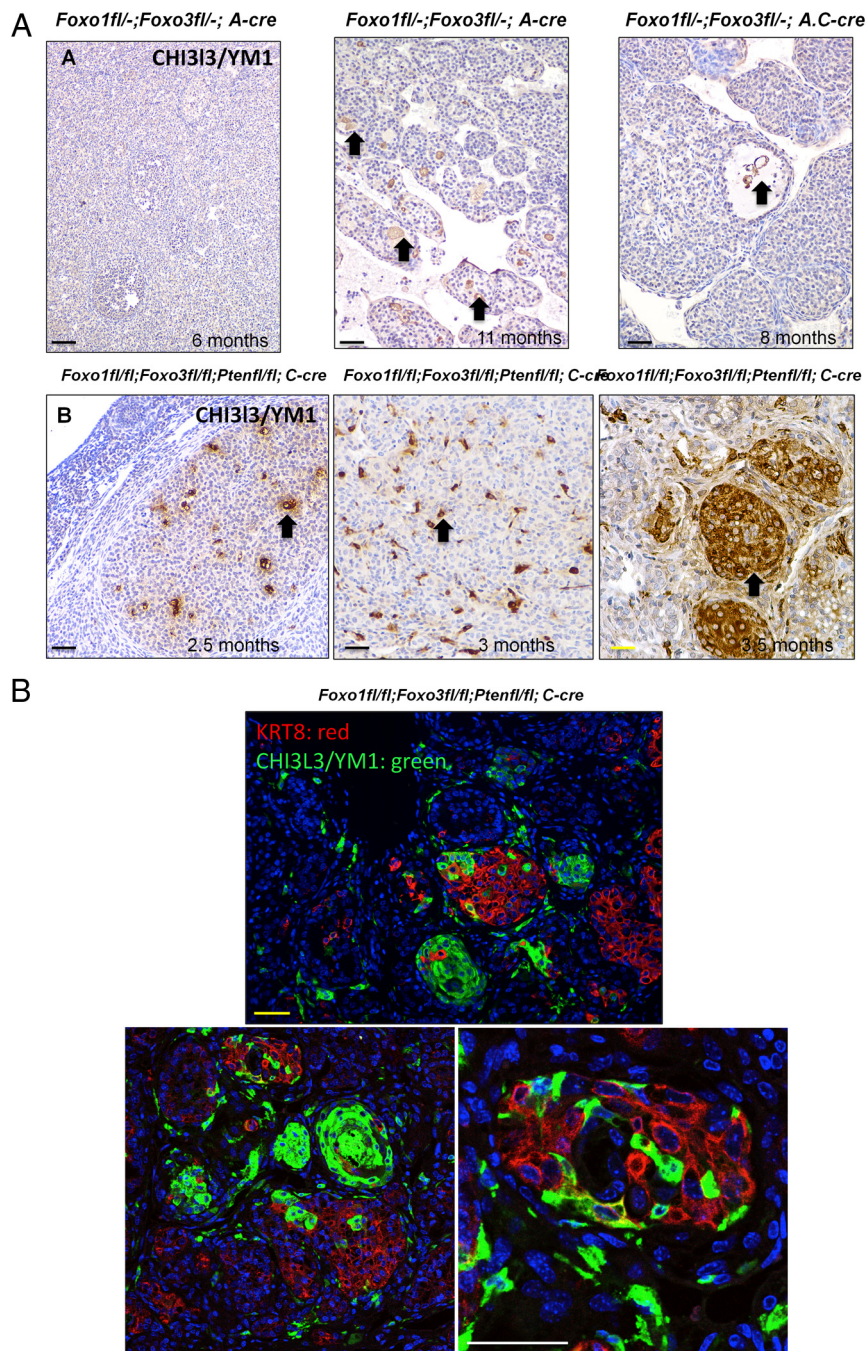 A
Foxo1fl/-;Foxo3fl/-; A-cre
Foxo1fl/-;Foxo3fl/-; A-cre
Foxo1fl/-;Foxo3fl/-; A.C-cre
A
CHI3l3/YM1
6 months
11 months
8 months
Foxo1fl/fl;Foxo3fl/fl;Ptenfl/fl; C-cre
Foxo1fl/fl;Foxo3fl/fl;Ptenfl/fl; C-cre
Foxo1fl/fl;Foxo3fl/fl;Ptenfl/fl; C-cre
B
CHI3l3/YM1
2.5 months
3 months
3.5 months
B
Foxo1fl/fl;Foxo3fl/fl;Ptenfl/fl; C-cre
KRT8: red
CHI3L3/YM1: green